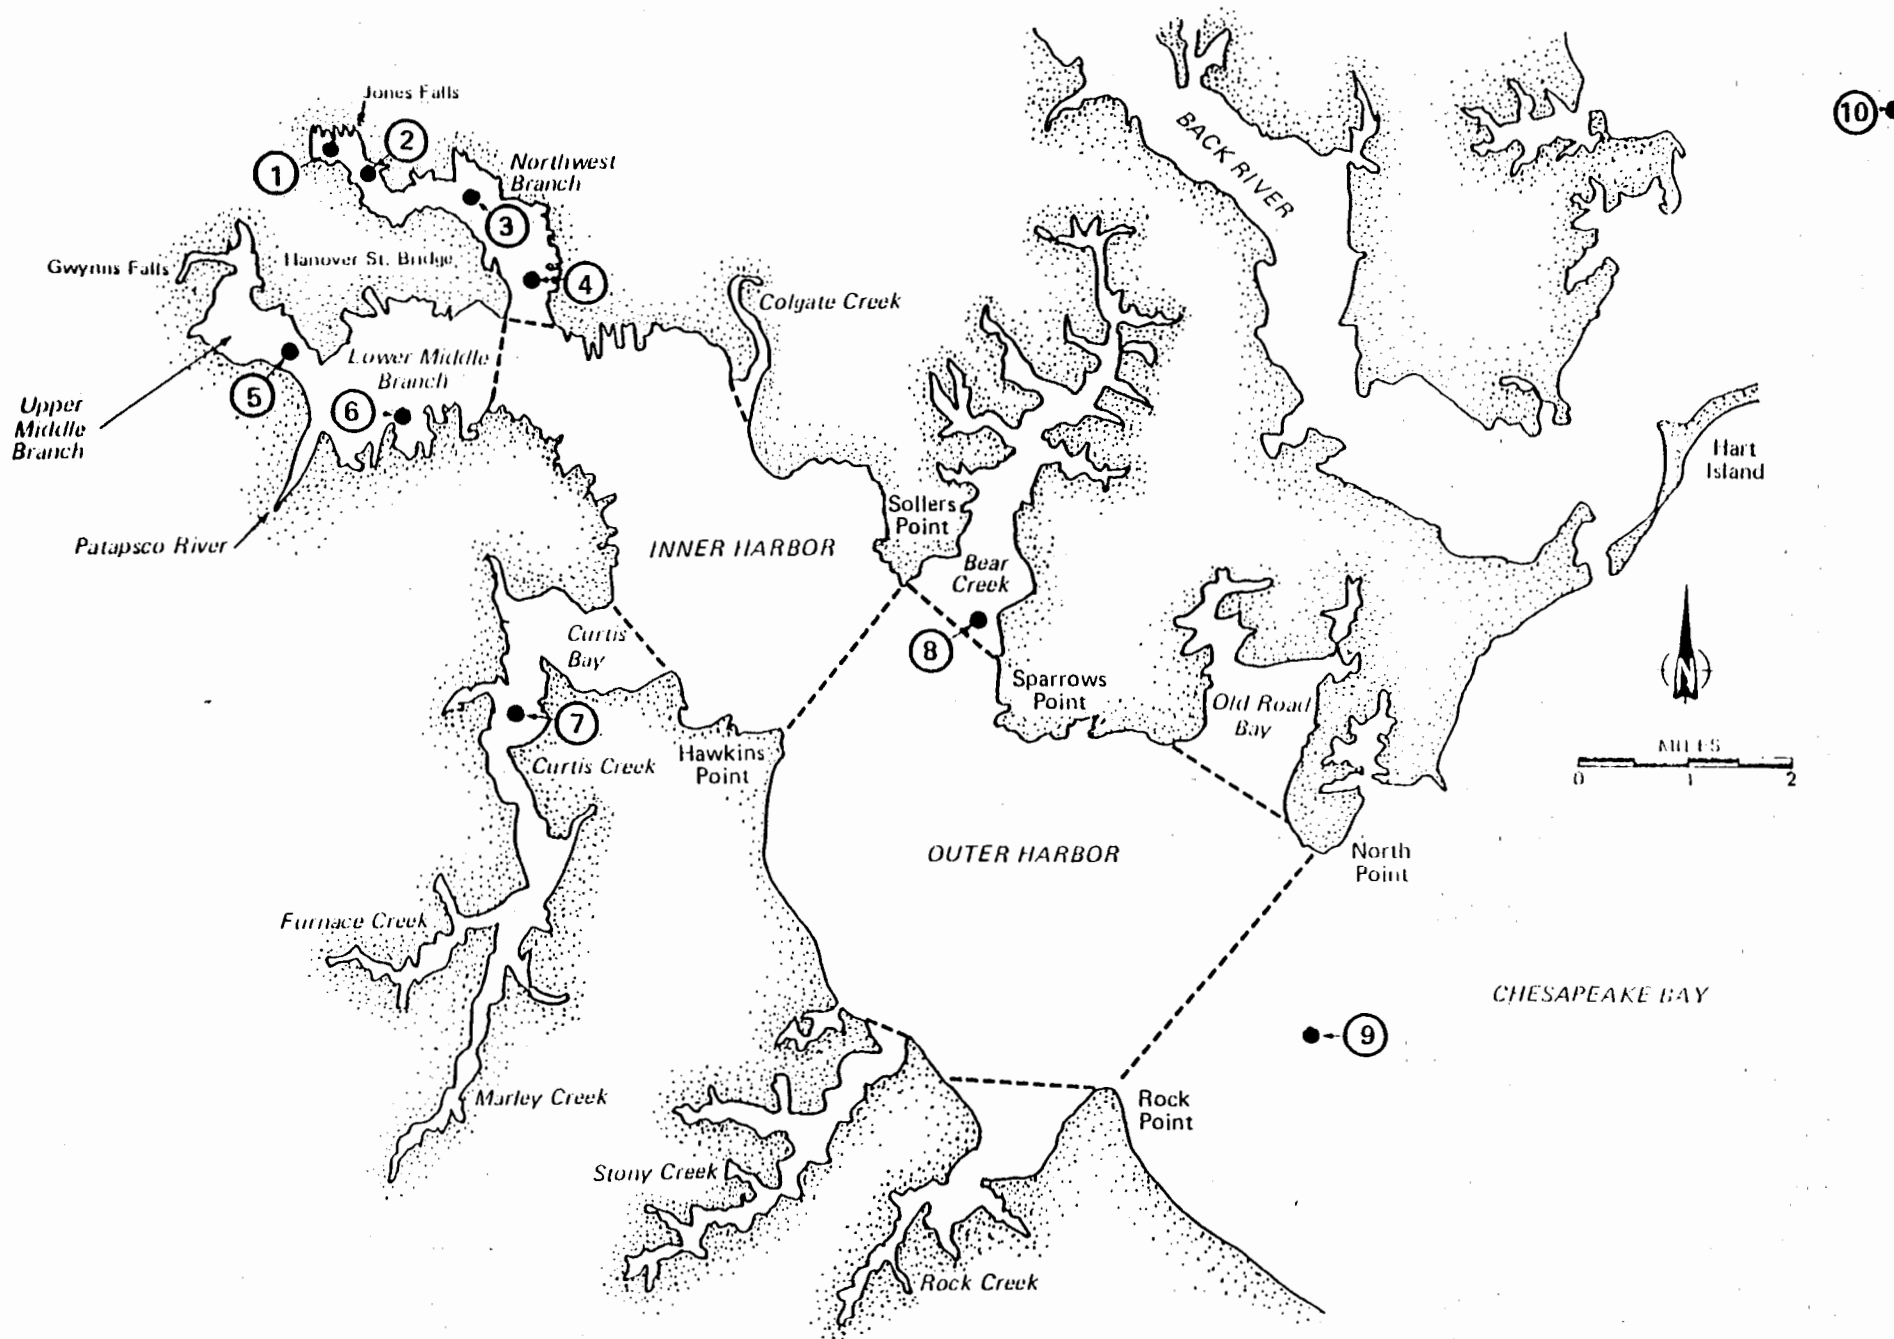 Jones Falls
10
2
1
Northwest
Branch
3
BACK RIVER
Gwynns Falls
Hanover St. Bridge
4
Colgate Creek
Lower Middle
Branch
5
6
Upper
Middle
Branch
Hart
Island
Patapsco River
Sollers
Point
INNER HARBOR
Bear
Creek
8
Curtis
Bay
Sparrows
Point
Old Road
Bay
N
7
Curtis Creek
Hawkins
Point
MILES
0 1 2
OUTER HARBOR
North
Point
Furnace Creek
CHESAPEAKE BAY
9
Marley Creek
Rock
Point
Stony Creek
Rock Creek